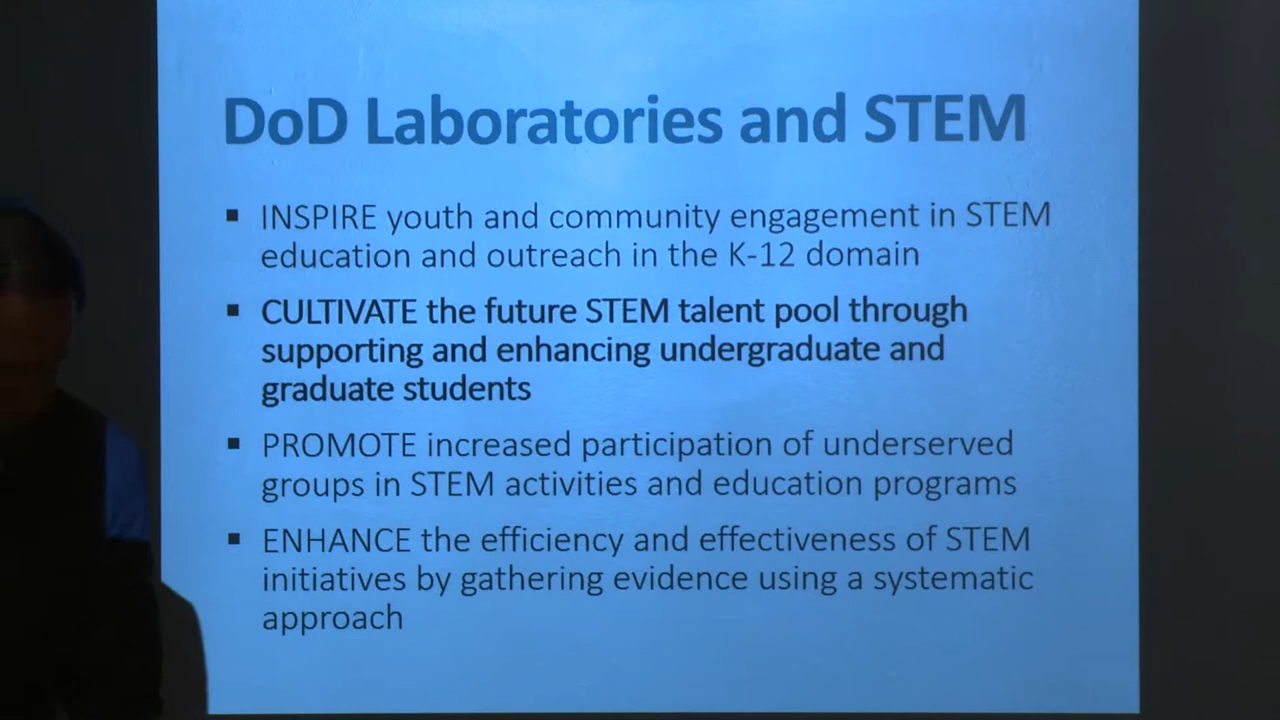 DoD Laboratories and STEM
▪ INSPIRE youth and community engagement in STEM
education and outreach in the K-12 domain
▪ CULTIVATE the future STEM talent pool through
supporting and enhancing undergraduate and
graduate students
▪ PROMOTE increased participation of underserved
groups in STEM activities and education programs
▪ ENHANCE the efficiency and effectiveness of STEM
initiatives by gathering evidence using a systematic
approach